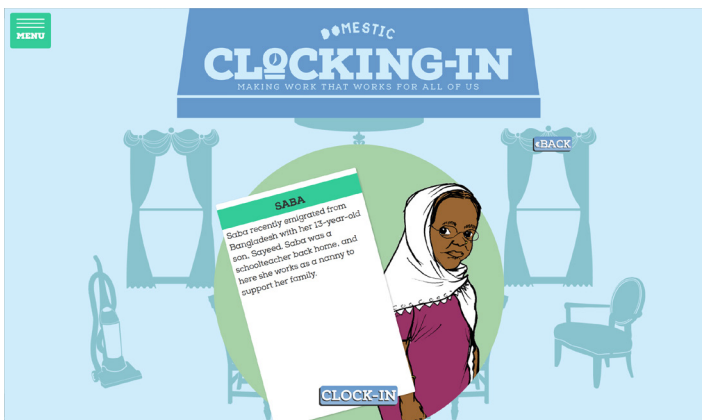 MENU
DOMESTIC
CLOCKING-IN
MAKING WORK THAT WORKS FOR ALL OF US
«BACK
SABA
Saba recently emigrated from
Bangladesh with her 13-year-old
son, Sayeed. Saba was a
schoolteacher back home, and
here she works as a nanny to
support her family.
CLOCK-IN